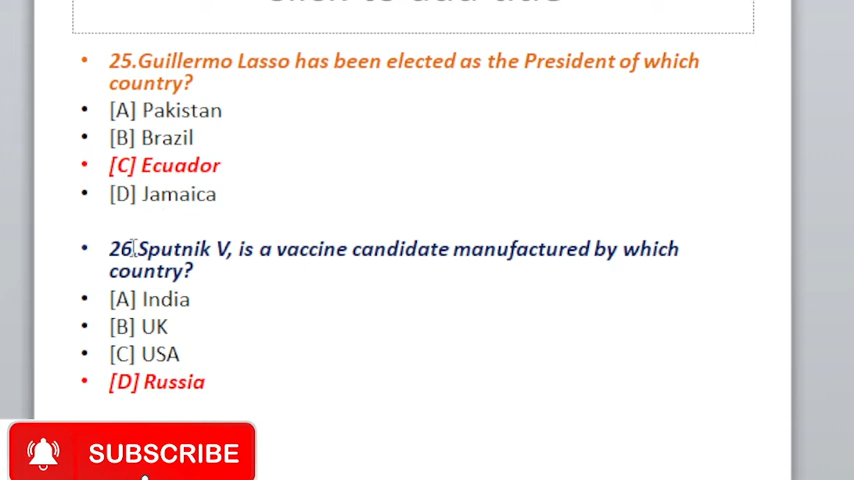 25.Guillermo Lasso has been elected as the President of which
country?
[A] Pakistan
[B] Brazil
[C] Ecuador
[D] Jamaica
26.Sputnik V, is a vaccine candidate manufactured by which
country?
[A] India
[B] UK
[C] USA
[D] Russia
SUBSCRIBE